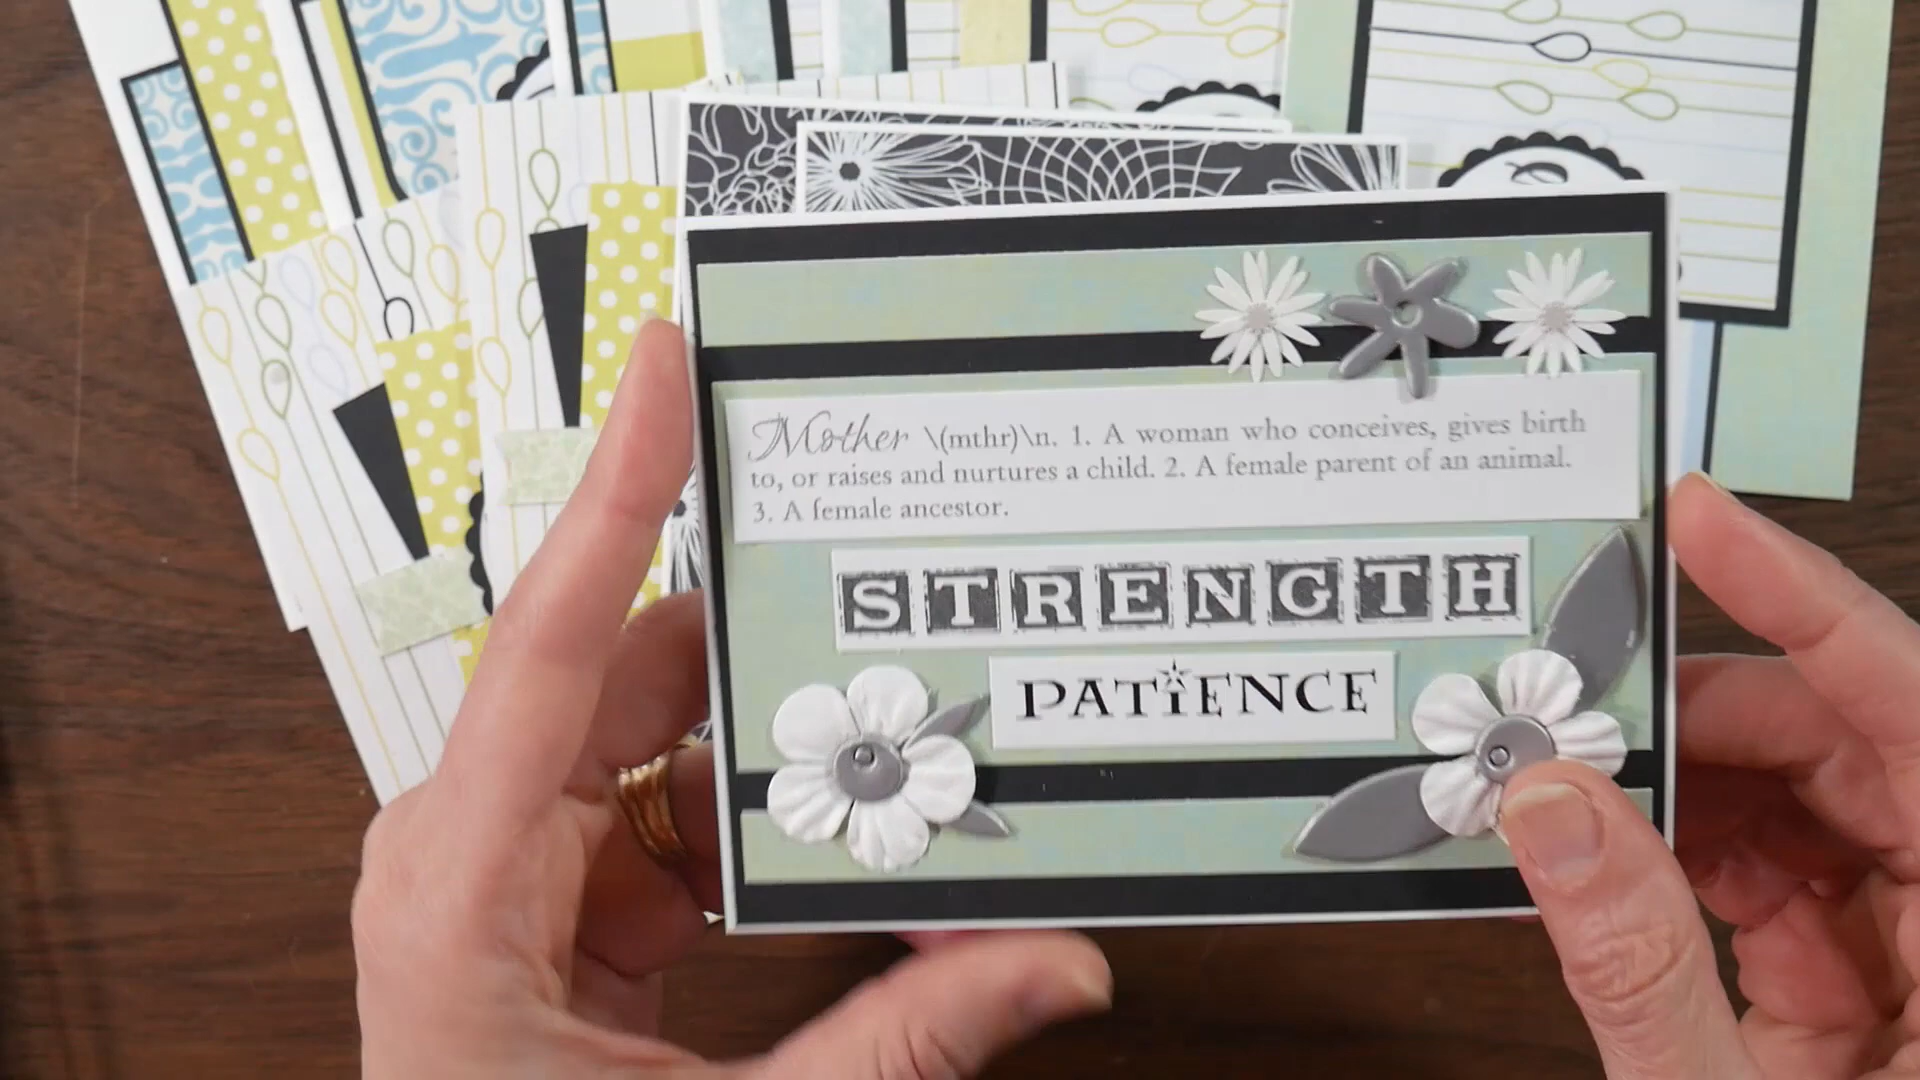 Mother \(mthr)\n. 1. A woman who conceives, gives birth
to, or raises and nurtures a child. 2. A female parent of an animal.
3. A female ancestor.
STRENGTH
PATiENCE